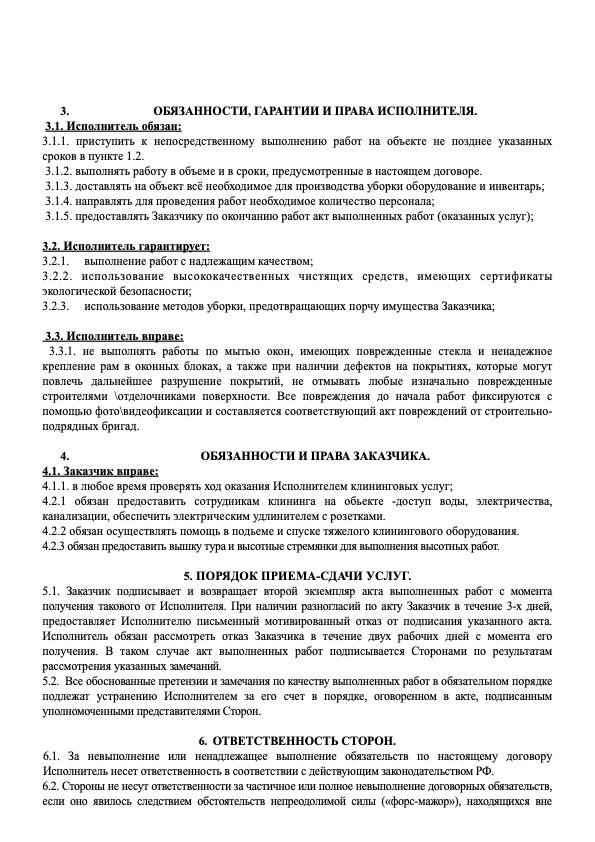 3. ОБЯЗАННОСТИ, ГАРАНТИИ И ПРАВА ИСПОЛНИТЕЛЯ.
3.1. Исполнитель обязан:
3.1.1. приступить к непосредственному выполнению работ на объекте не позднее указанных
сроков в пункте 1.2.
3.1.2. выполнять работу в объеме и в сроки, предусмотренные в настоящем договоре.
3.1.3. доставлять на объект всё необходимое для производства уборки оборудование и инвентарь;
3.1.4. направлять для проведения работ необходимое количество персонала;
3.1.5. предоставлять Заказчику по окончанию работ акт выполненных работ (оказанных услуг);
3.2. Исполнитель гарантирует:
3.2.1. выполнение работ с надлежащим качеством;
3.2.2. использование высококачественных чистящих средств, имеющих сертификаты
экологической безопасности;
3.2.3. использование методов уборки, предотвращающих порчу имущества Заказчика;
3.3. Исполнитель вправе:
3.3.1. не выполнять работы по мытью окон, имеющих поврежденные стекла и ненадежное
крепление рам в оконных блоках, а также при наличии дефектов на покрытиях, которые могут
повлечь дальнейшее разрушение покрытий, не отмывать любые изначально поврежденные
строителями \отделочниками поверхности. Все повреждения до начала работ фиксируются с
помощью фото\видеофиксации и составляется соответствующий акт повреждений от строительно-
подрядных бригад.
4. ОБЯЗАННОСТИ И ПРАВА ЗАКАЗЧИКА.
4.1. Заказчик вправе:
4.1.1. в любое время проверять ход оказания Исполнителем клининговых услуг;
4.2.1 обязан предоставить сотрудникам клининга на обьекте -доступ воды, электричества,
канализации, обеспечить электрическим удлинителем с розетками.
4.2.2 обязан осуществлять помощь в подьеме и спуске тяжелого клинингового оборудования.
4.2.3 обязан предоставить вышку тура и высотные стремянки для выполнения высотных работ.
5. ПОРЯДОК ПРИЕМА-СДАЧИ УСЛУГ.
5.1. Заказчик подписывает и возвращает второй экземпляр акта выполненных работ с момента
получения такового от Исполнителя. При наличии разногласий по акту Заказчик в течение 3-х дней,
предоставляет Исполнителю письменный мотивированный отказ от подписания указанного акта.
Исполнитель обязан рассмотреть отказ Заказчика в течение двух рабочих дней с момента его
получения. В таком случае акт выполненных работ подписывается Сторонами по результатам
рассмотрения указанных замечаний.
5.2. Все обоснованные претензии и замечания по качеству выполненных работ в обязательном порядке
подлежат устранению Исполнителем за его счет в порядке, оговоренном в акте, подписанным
уполномоченными представителями Сторон.
6. ОТВЕТСТВЕННОСТЬ СТОРОН.
6.1. За невыполнение или ненадлежащее выполнение обязательств по настоящему договору
Исполнитель несет ответственность в соответствии с действующим законодательством РФ.
6.2. Стороны не несут ответственности за частичное или полное невыполнение договорных обязательств,
если оно явилось следствием обстоятельств непреодолимой силы («форс-мажор»), находящихся вне